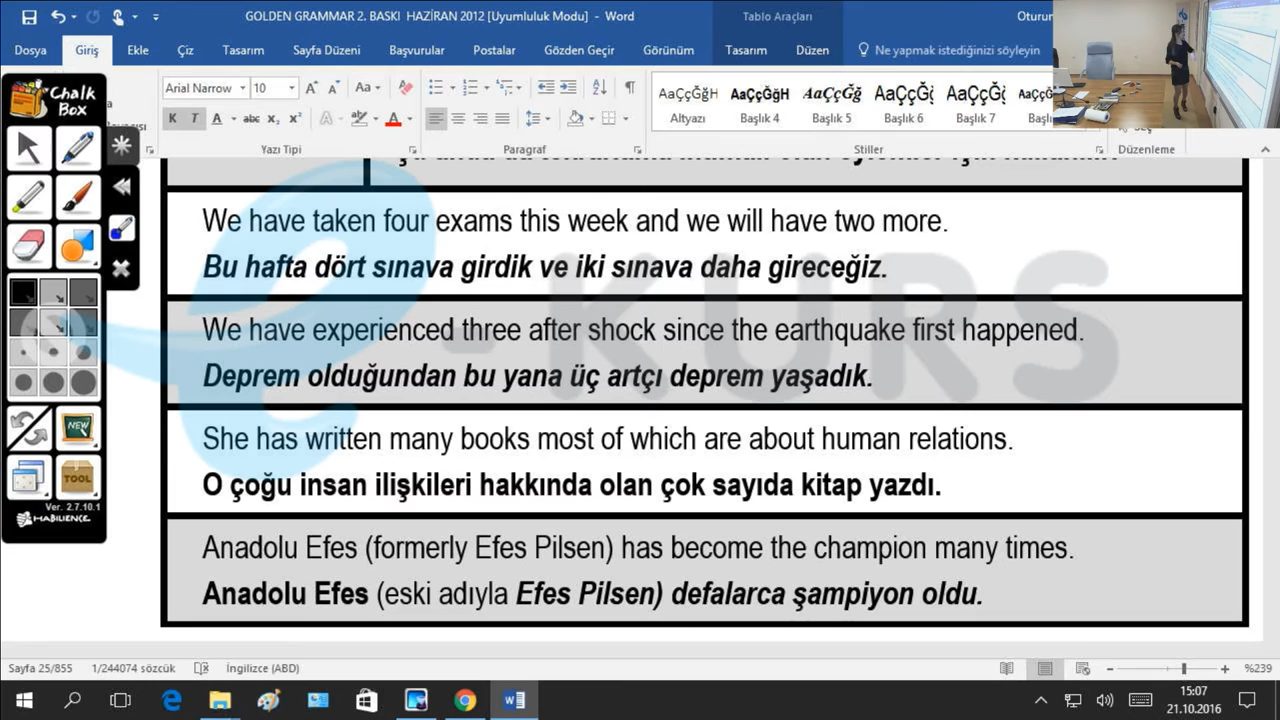 GOLDEN GRAMMAR 2. BASKI HAZİRAN 2012 [Uyumluluk Modu] - Word
Tablo Araçları
Oturum
Dosya Giriş Ekle Çiz Tasarım Sayfa Düzeni Başvurular Postalar Gözden Geçir Görünüm Tasarım Düzen Ne yapmak istediğinizi söyleyin
Chalk
Box
Arial Narrow 10
AaÇçĞğH AaÇçĞğH AaÇçĞğ AaÇçĞğ AaÇçĞğ
Altyazı Başlık 4 Başlık 5 Başlık 6 Başlık 7
Yazı Tipi Paragraf Stiller Düzenleme
We have taken four exams this week and we will have two more.
Bu hafta dört sınava girdik ve iki sınava daha gireceğiz.
We have experienced three after shock since the earthquake first happened.
Deprem olduğundan bu yana üç artçı deprem yaşadık.
She has written many books most of which are about human relations.
O çoğu insan ilişkileri hakkında olan çok sayıda kitap yazdı.
Anadolu Efes (formerly Efes Pilsen) has become the champion many times.
Anadolu Efes (eski adıyla Efes Pilsen) defalarca şampiyon oldu.
e-KURS
NEW
TOOL
Ver. 2.7.10.1
HABILIENCE
Sayfa 25/855 1/244074 sözcük İngilizce (ABD) %239
15:07
21.10.2016